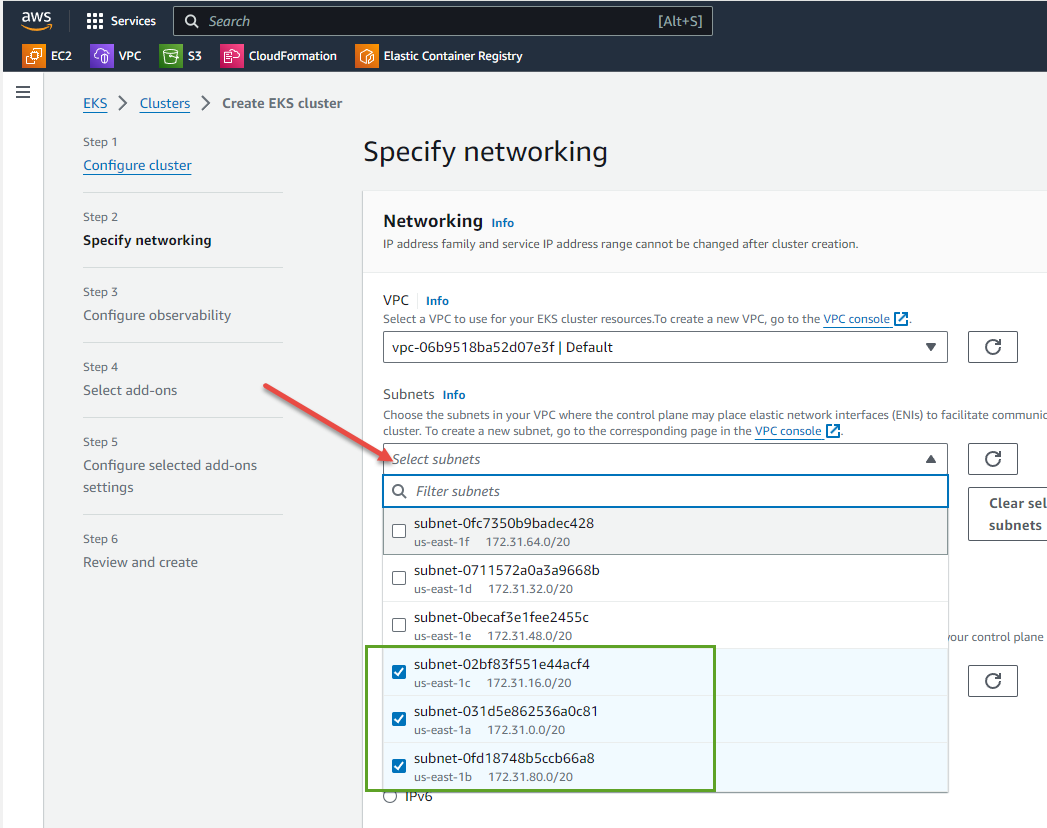 aws
Services
Search
[Alt+S]
EC2
VPC
S3
CloudFormation
Elastic Container Registry
EKS
Clusters
Create EKS cluster
Step 1
Configure cluster
Step 2
Specify networking
Step 3
Configure observability
Step 4
Select add-ons
Step 5
Configure selected add-ons
settings
Step 6
Review and create
Specify networking
Networking Info
IP address family and service IP address range cannot be changed after cluster creation.
VPC Info
Select a VPC to use for your EKS cluster resources.To create a new VPC, go to the VPC console.
vpc-06b9518ba52d07e3f | Default
Subnets Info
Choose the subnets in your VPC where the control plane may place elastic network interfaces (ENIs) to facilitate communic
cluster. To create a new subnet, go to the corresponding page in the VPC console.
Select subnets
Filter subnets
Clear sel
subnets
subnet-0fc7350b9badec428
us-east-1f 172.31.64.0/20
subnet-0711572a0a3a9668b
us-east-1d 172.31.32.0/20
subnet-0becaf3e1fee2455c
us-east-1e 172.31.48.0/20
your control plane
subnet-02bf83f551e44acf4
us-east-1c 172.31.16.0/20
subnet-031d5e862536a0c81
us-east-1a 172.31.0.0/20
subnet-0fd18748b5ccb66a8
us-east-1b 172.31.80.0/20
IPv6